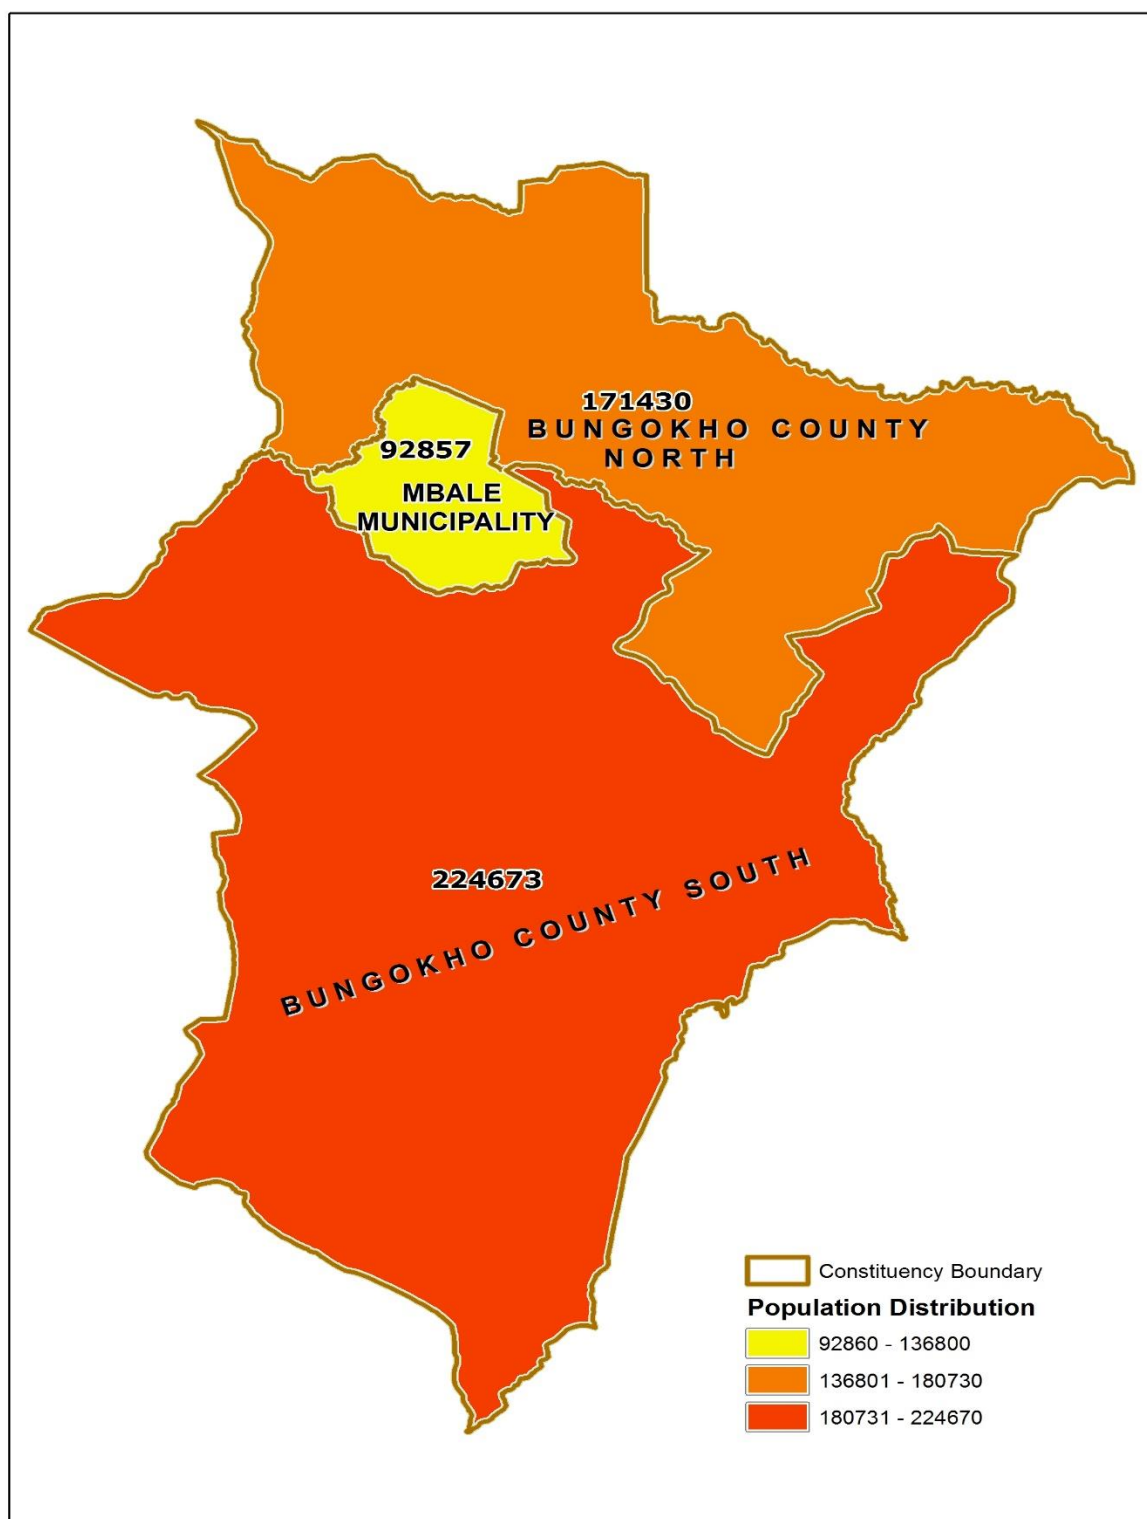 171430
BUNGOKHO COUNTY
NORTH
92857
MBALE
MUNICIPALITY
224673
BUNGOKHO COUNTY SOUTH
Constituency Boundary
Population Distribution
92860 - 136800
136801 - 180730
180731 - 224670